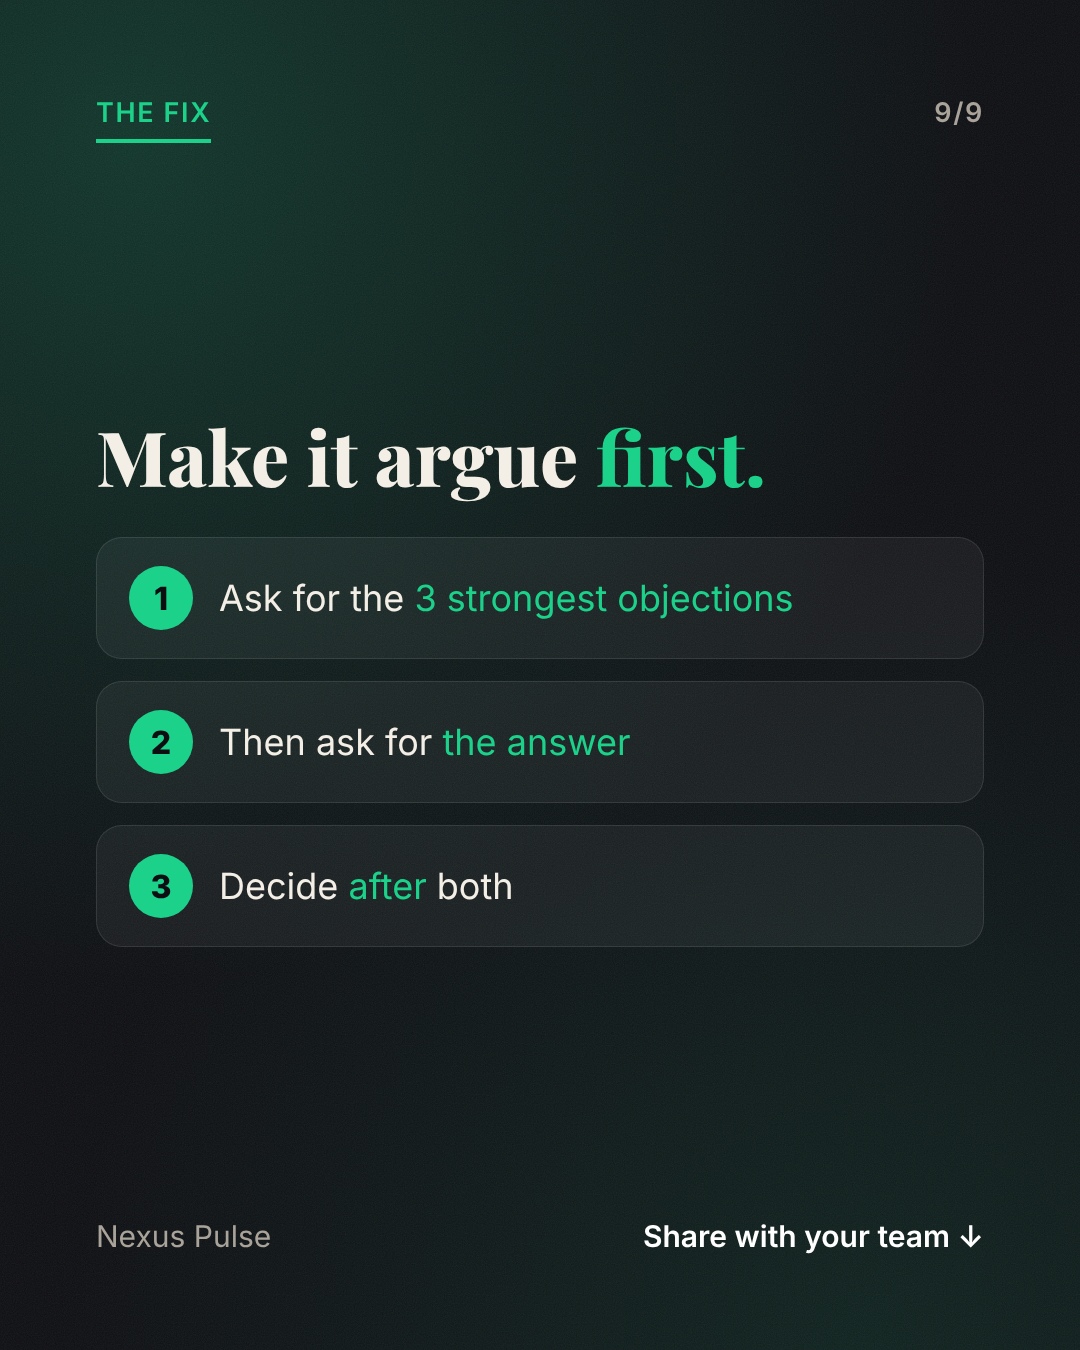 THE FIX
9/9
Make it argue first.
1 Ask for the 3 strongest objections
2 Then ask for the answer
3 Decide after both
Nexus Pulse
Share with your team ↓